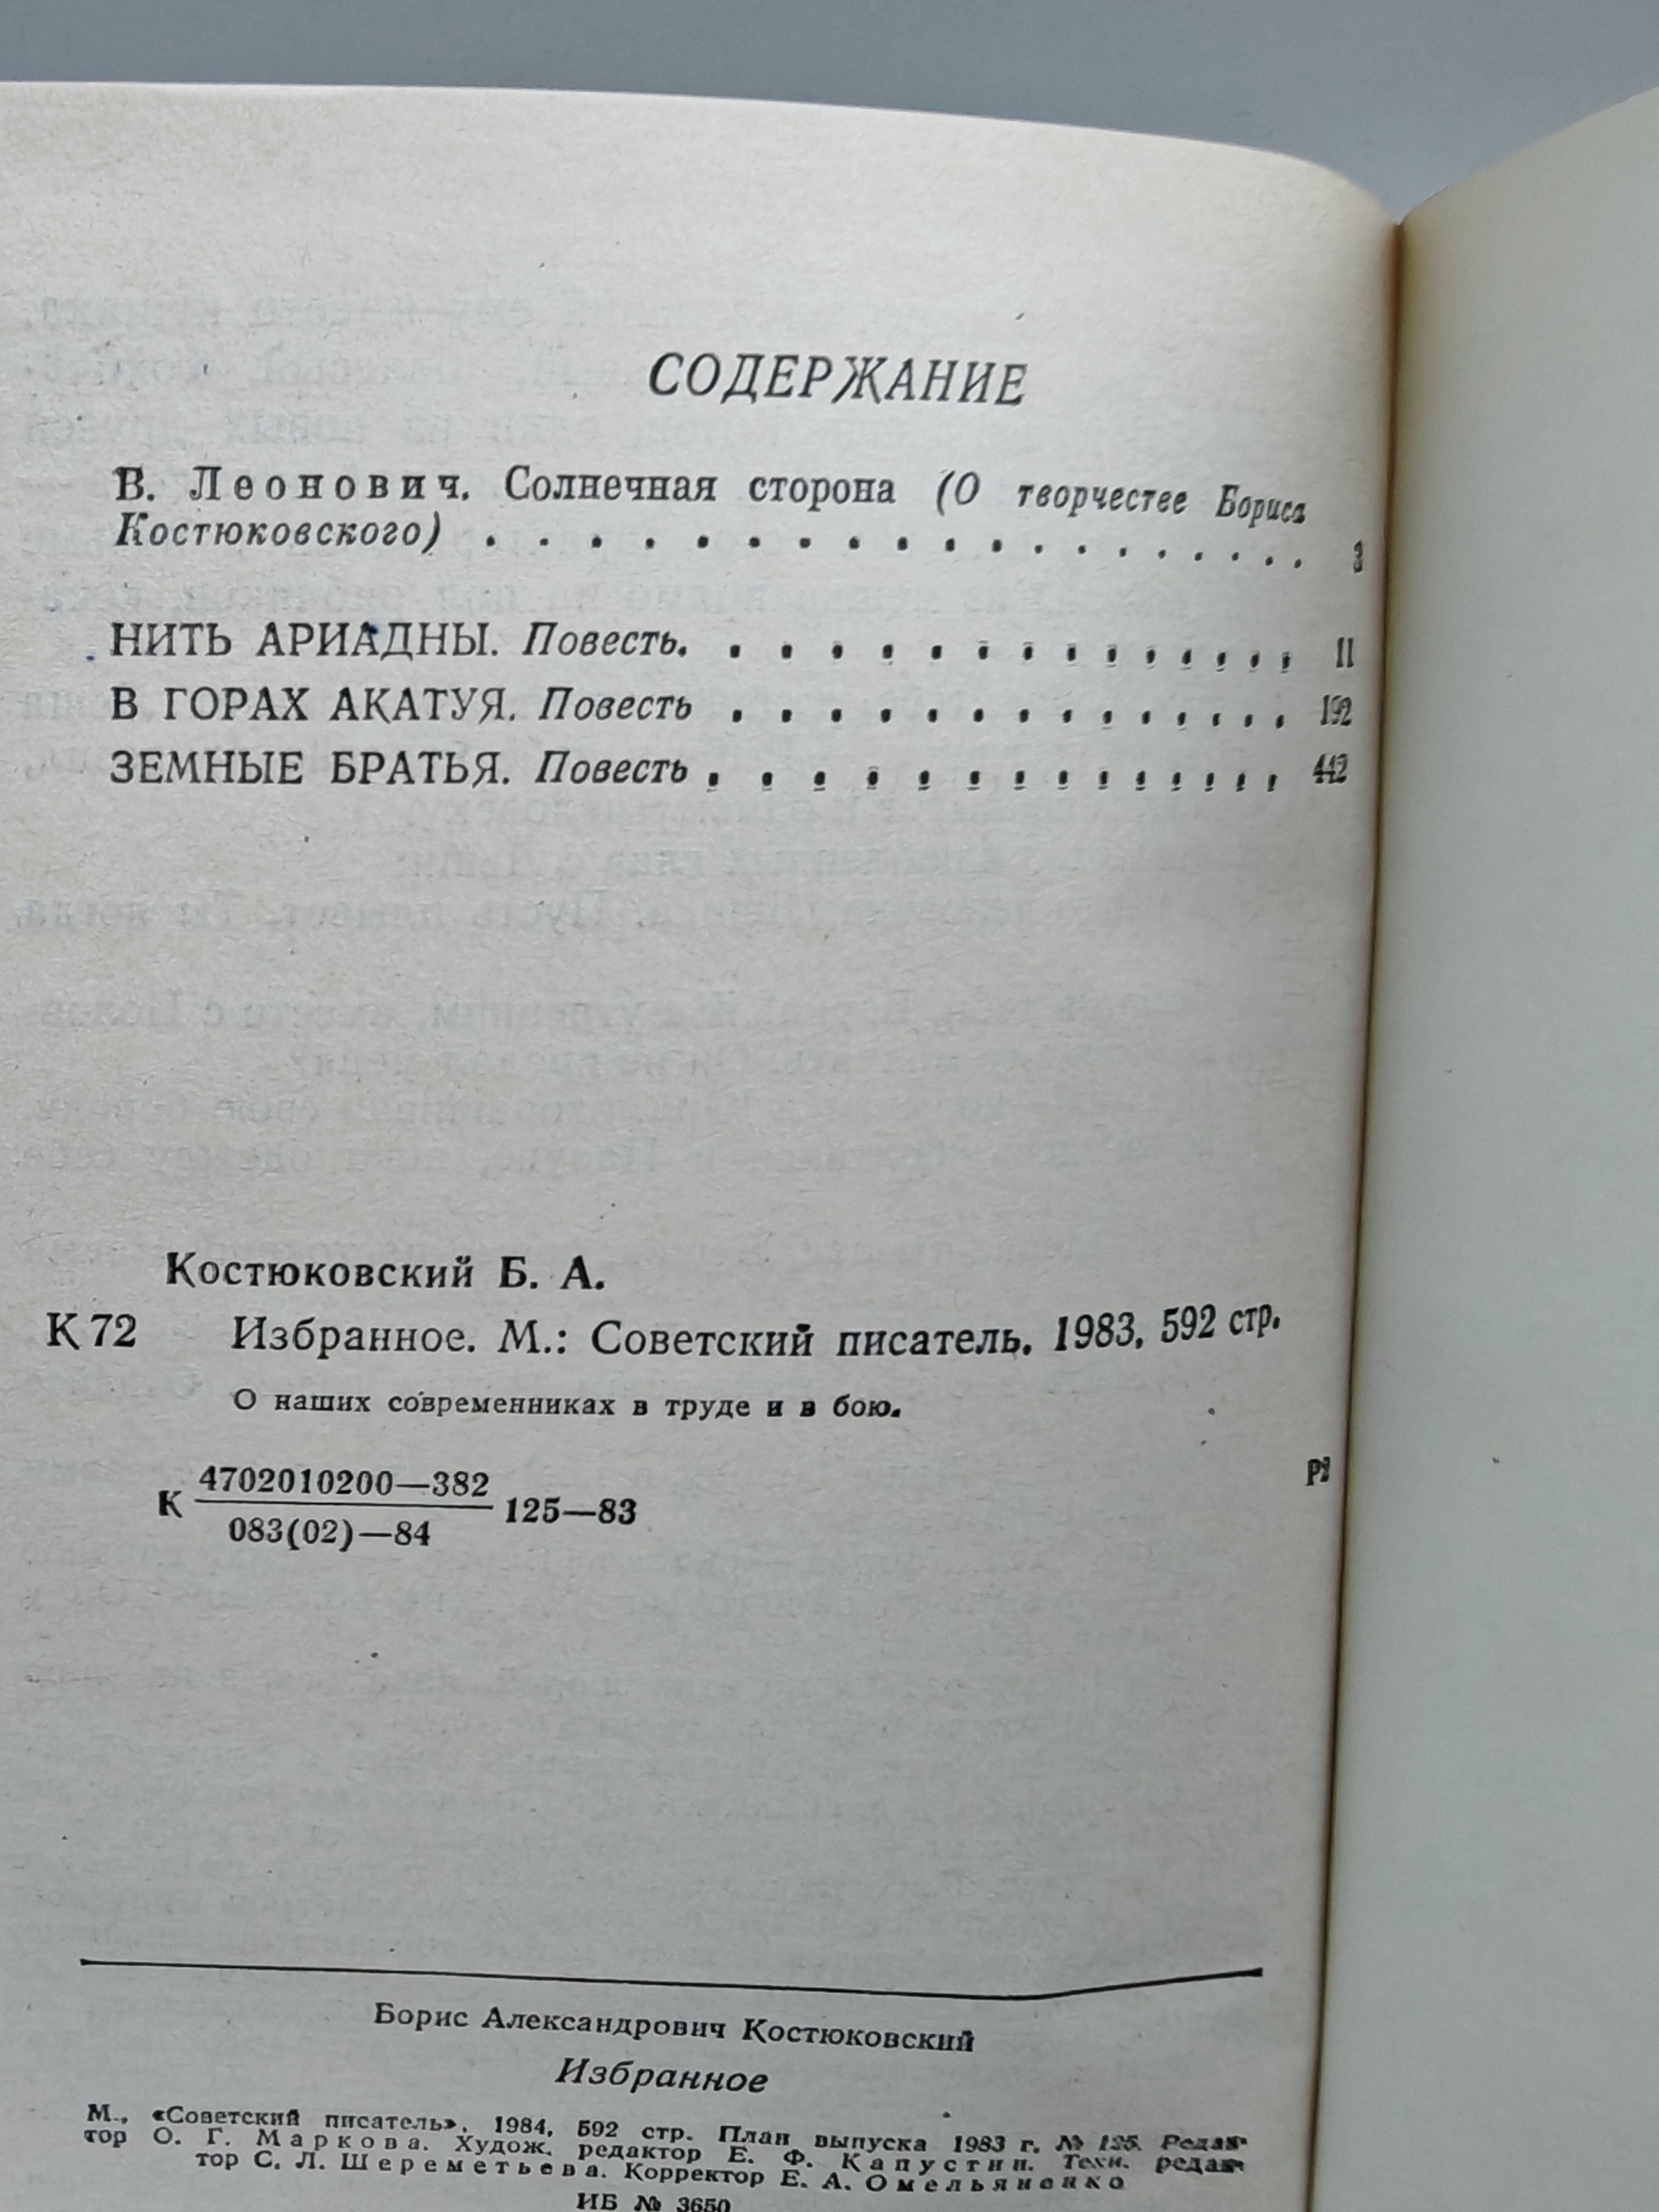 СОДЕРЖАНИЕ
В. Леонович. Солнечная сторона (О творчестве Бориса
Костюковского) . . . . . . . . . . . . . . . . . . 3
НИТЬ АРИАДНЫ. Повесть. . . . . . . . . . . . . . . 11
В ГОРАХ АКАТУЯ. Повесть . . . . . . . . . . . . . . 192
ЗЕМНЫЕ БРАТЬЯ. Повесть . . . . . . . . . . . . . . 442
Костюковский Б. А.
К 72 Избранное. М.: Советский писатель, 1983, 592 стр.
О наших современниках в труде и в бою.
К 4702010200—382
083(02)—84 125—83
Р2
Борис Александрович Костюковский
Избранное
М., «Советский писатель», 1984, 592 стр. План выпуска 1983 г. № 125. Редак-
тор О. Г. Маркова. Худож. редактор Е. Ф. Капустин. Техн. редак-
тор С. Л. Шереметьева. Корректор Е. А. Омельяненко
ИБ № 3650